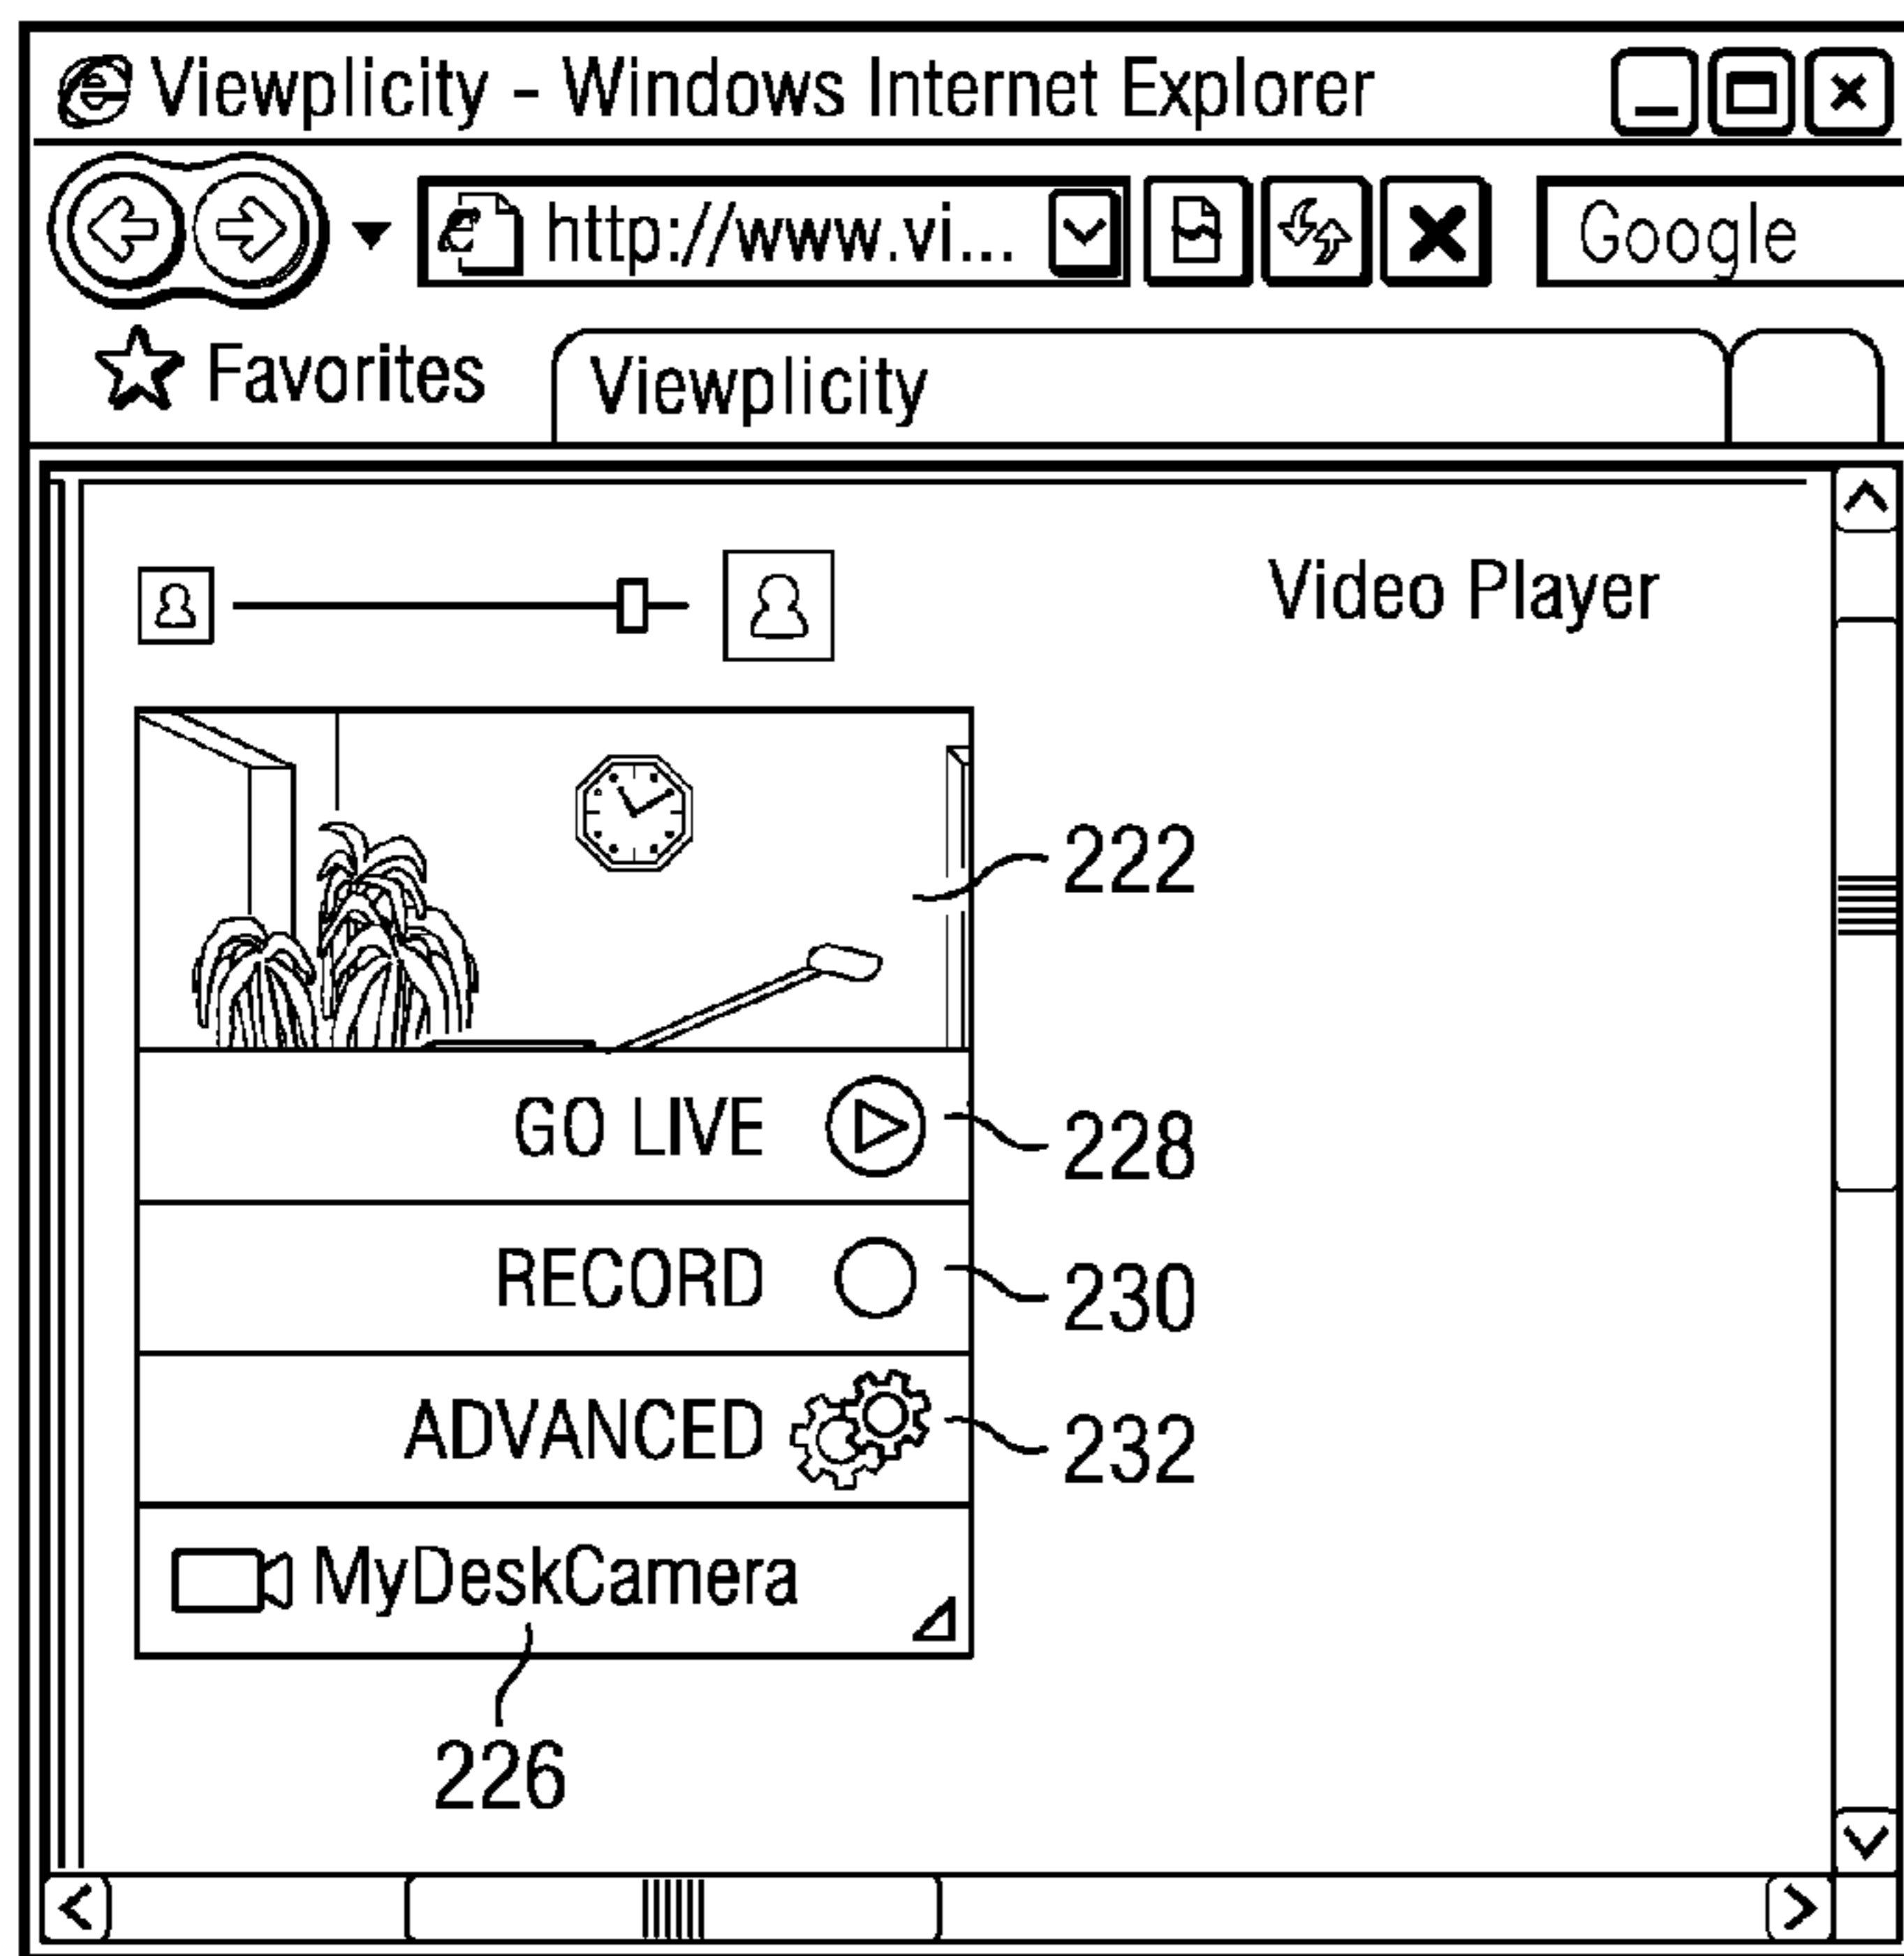 Viewplicity - Windows Internet Explorer
http://www.vi...
Google
Favorites
Viewplicity
Video Player
222
GO LIVE
228
RECORD
230
ADVANCED
232
MyDeskCamera
226